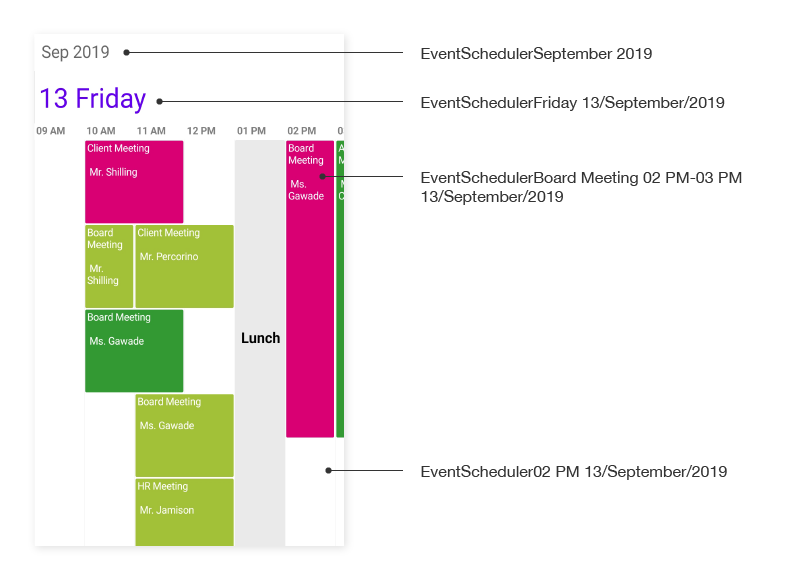 Sep 2019
EventSchedulerSeptember 2019
13 Friday
EventSchedulerFriday 13/September/2019
09 AM 10 AM 11 AM 12 PM 01 PM 02 PM 0
Client Meeting
Mr. Shilling
Board
Meeting
Ms.
Gawade
A
M
C
EventSchedulerBoard Meeting 02 PM-03 PM
13/September/2019
Board
Meeting
Mr.
Shilling
Client Meeting
Mr. Percorino
Board Meeting
Ms. Gawade
Lunch
Board Meeting
Ms. Gawade
EventScheduler02 PM 13/September/2019
HR Meeting
Mr. Jamison